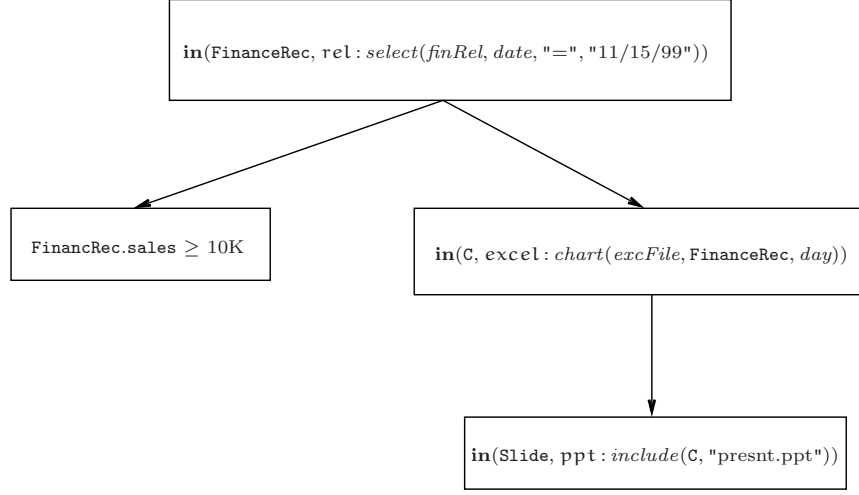 in(FinanceRec, rel : select(finRel, date, "=", "11/15/99"))
FinancRec.sales ≥ 10K
in(C, excel : chart(excFile, FinanceRec, day))
in(Slide, ppt : include(C, "presnt.ppt"))